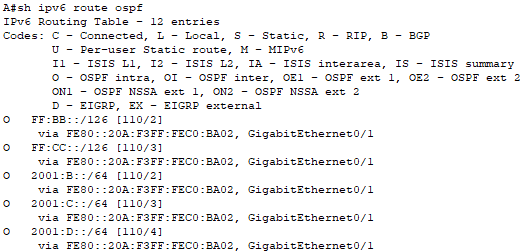 A#sh ipv6 route ospf
IPv6 Routing Table - 12 entries
Codes: C - Connected, L - Local, S - Static, R - RIP, B - BGP
U - Per-user Static route, M - MIPv6
I1 - ISIS L1, I2 - ISIS L2, IA - ISIS interarea, IS - ISIS summary
O - OSPF intra, OI - OSPF inter, OE1 - OSPF ext 1, OE2 - OSPF ext 2
ON1 - OSPF NSSA ext 1, ON2 - OSPF NSSA ext 2
D - EIGRP, EX - EIGRP external
O FF:BB::/126 [110/2]
via FE80::20A:F3FF:FEC0:BA02, GigabitEthernet0/1
O FF:CC::/126 [110/3]
via FE80::20A:F3FF:FEC0:BA02, GigabitEthernet0/1
O 2001:B::/64 [110/2]
via FE80::20A:F3FF:FEC0:BA02, GigabitEthernet0/1
O 2001:C::/64 [110/3]
via FE80::20A:F3FF:FEC0:BA02, GigabitEthernet0/1
O 2001:D::/64 [110/4]
via FE80::20A:F3FF:FEC0:BA02, GigabitEthernet0/1